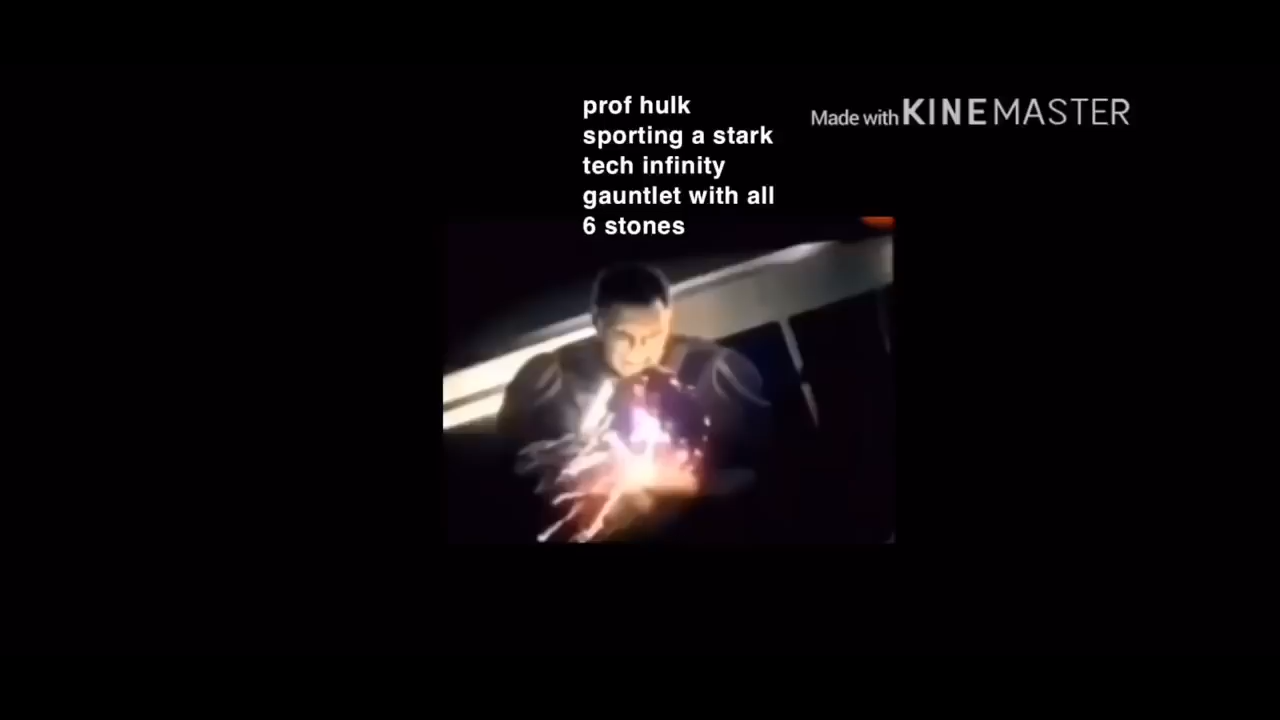 prof hulk
sporting a stark
tech infinity
gauntlet with all
6 stones
Made with KINEMASTER